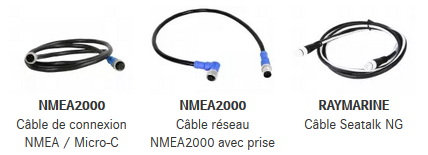 NMEA2000
Câble de connexion
NMEA / Micro-C
NMEA2000
Câble réseau
NMEA2000 avec prise
RAYMARINE
Câble Seatalk NG